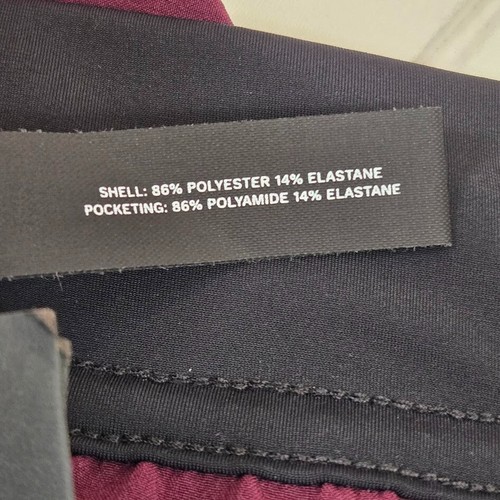 SHELL: 86% POLYESTER 14% ELASTANE
POCKETING: 86% POLYAMIDE 14% ELASTANE